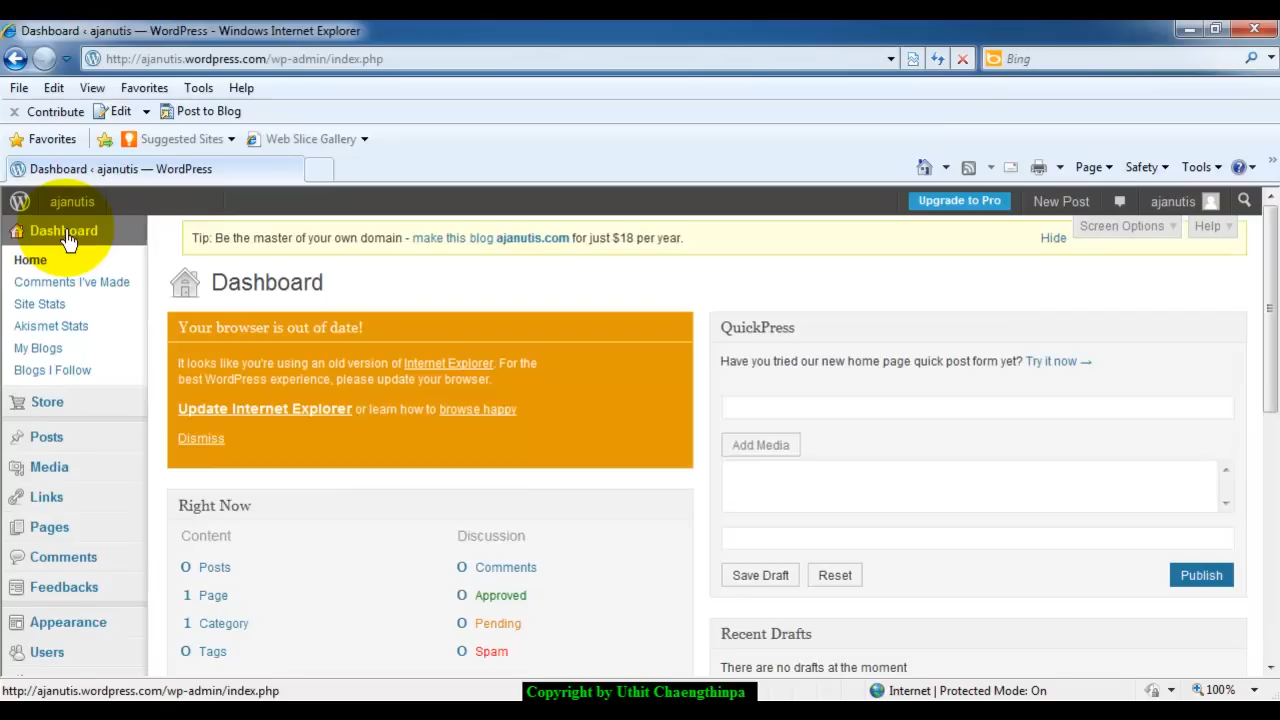 Dashboard ‹ ajanutis — WordPress - Windows Internet Explorer
http://ajanutis.wordpress.com/wp-admin/index.php
Bing
File Edit View Favorites Tools Help
Contribute Edit Post to Blog
Favorites Suggested Sites Web Slice Gallery
Dashboard ‹ ajanutis — WordPress
Page Safety Tools
ajanutis
Upgrade to Pro New Post ajanutis
Dashboard
Home
Comments I've Made
Site Stats
Akismet Stats
My Blogs
Blogs I Follow
Store
Posts
Media
Links
Pages
Comments
Feedbacks
Appearance
Users
Tip: Be the master of your own domain - make this blog ajanutis.com for just $18 per year.
Hide
Screen Options Help
Dashboard
Your browser is out of date!
It looks like you're using an old version of Internet Explorer. For the
best WordPress experience, please update your browser.
Update Internet Explorer or learn how to browse happy
Dismiss
Right Now
Content Discussion
0 Posts 0 Comments
1 Page 0 Approved
1 Category 0 Pending
0 Tags 0 Spam
QuickPress
Have you tried our new home page quick post form yet? Try it now →
Add Media
Save Draft Reset Publish
Recent Drafts
There are no drafts at the moment
http://ajanutis.wordpress.com/wp-admin/index.php
Copyright by Uthit Chaengthinpa
Internet | Protected Mode: On
100%